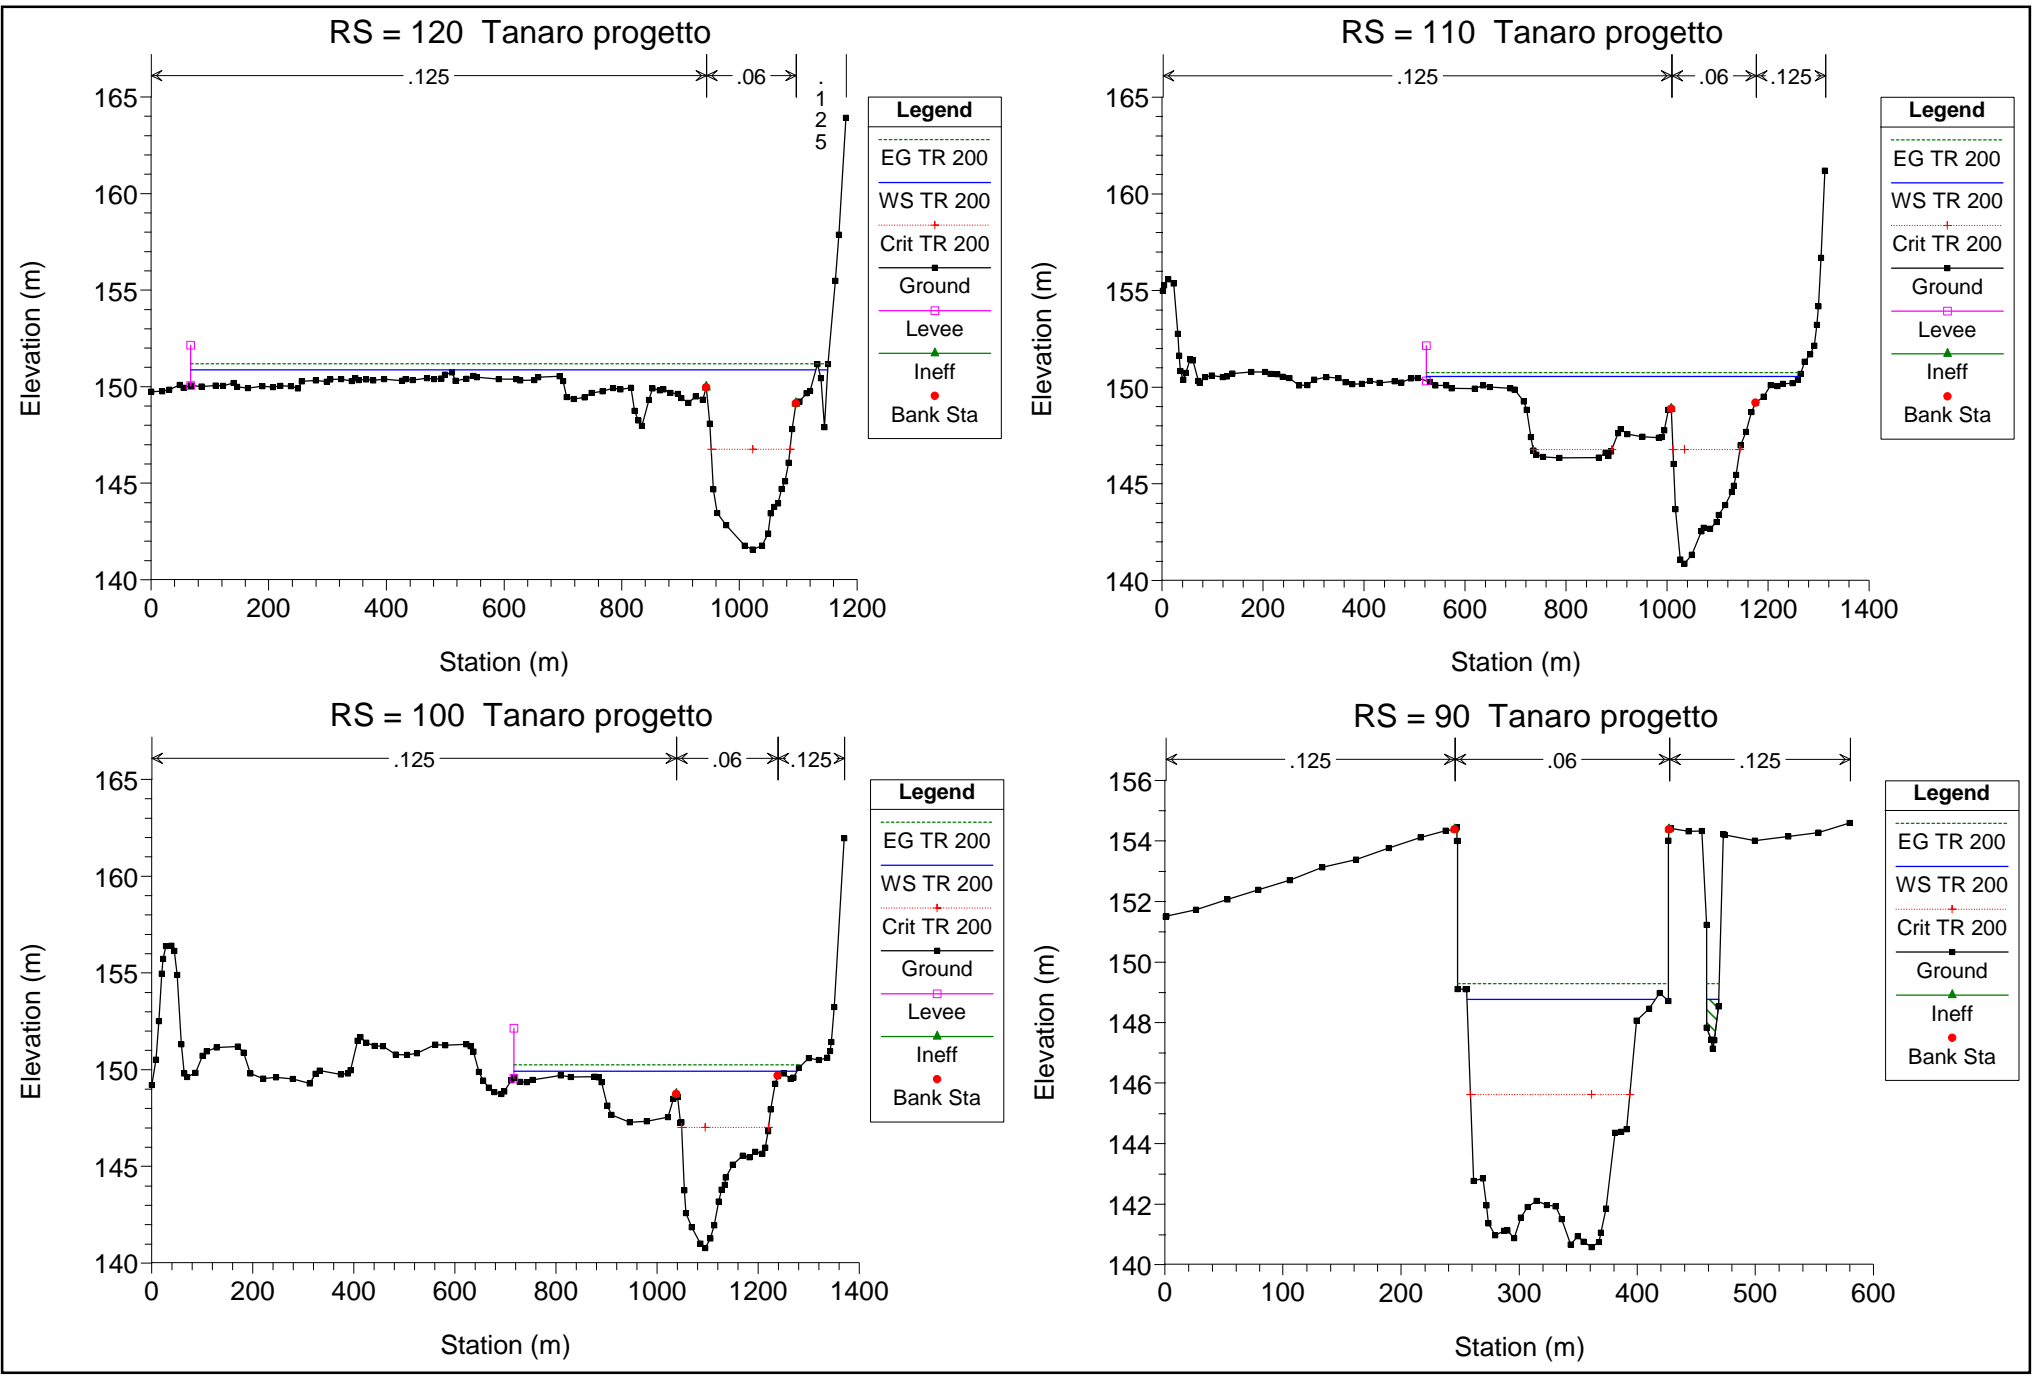 RS = 120 Tanaro progetto
.125
.06
.125
Elevation (m)
165
160
155
150
145
140
0 200 400 600 800 1000 1200
Station (m)
Legend
EG TR 200
WS TR 200
Crit TR 200
Ground
Levee
Ineff
Bank Sta
RS = 110 Tanaro progetto
.125
.06
.125
Elevation (m)
165
160
155
150
145
140
0 200 400 600 800 1000 1200 1400
Station (m)
Legend
EG TR 200
WS TR 200
Crit TR 200
Ground
Levee
Ineff
Bank Sta
RS = 100 Tanaro progetto
.125
.06
.125
Elevation (m)
165
160
155
150
145
140
0 200 400 600 800 1000 1200 1400
Station (m)
Legend
EG TR 200
WS TR 200
Crit TR 200
Ground
Levee
Ineff
Bank Sta
RS = 90 Tanaro progetto
.125
.06
.125
Elevation (m)
156
154
152
150
148
146
144
142
140
0 100 200 300 400 500 600
Station (m)
Legend
EG TR 200
WS TR 200
Crit TR 200
Ground
Ineff
Bank Sta